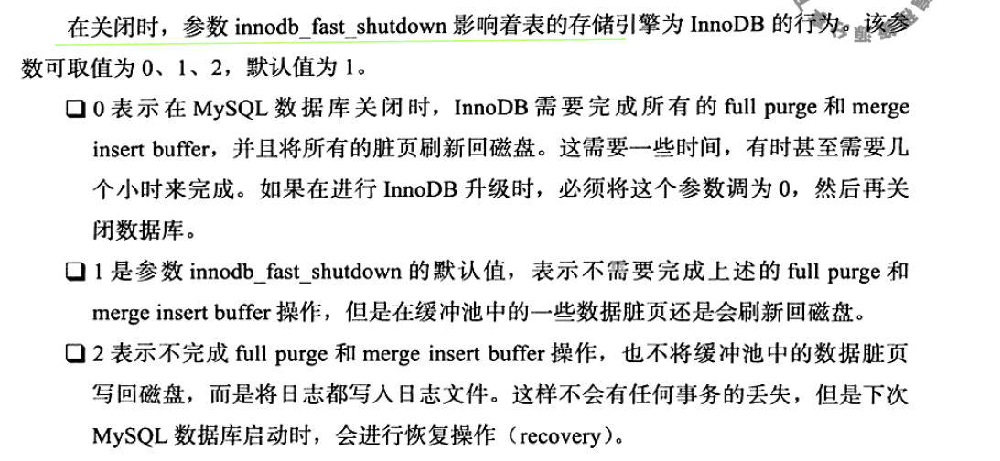 在关闭时，参数 innodb_fast_shutdown 影响着表的存储引擎为 InnoDB 的行为。该参
数可取值为 0、1、2，默认值为 1。
❑ 0 表示在 MySQL 数据库关闭时，InnoDB 需要完成所有的 full purge 和 merge
insert buffer，并且将所有的脏页刷新回磁盘。这需要一些时间，有时甚至需要几
个小时来完成。如果在进行 InnoDB 升级时，必须将这个参数调为 0，然后再关
闭数据库。
❑ 1 是参数 innodb_fast_shutdown 的默认值，表示不需要完成上述的 full purge 和
merge insert buffer 操作，但是在缓冲池中的一些数据脏页还是会刷新回磁盘。
❑ 2 表示不完成 full purge 和 merge insert buffer 操作，也不将缓冲池中的数据脏页
写回磁盘，而是将日志都写入日志文件。这样不会有任何事务的丢失，但是下次
MySQL 数据库启动时，会进行恢复操作（recovery）。